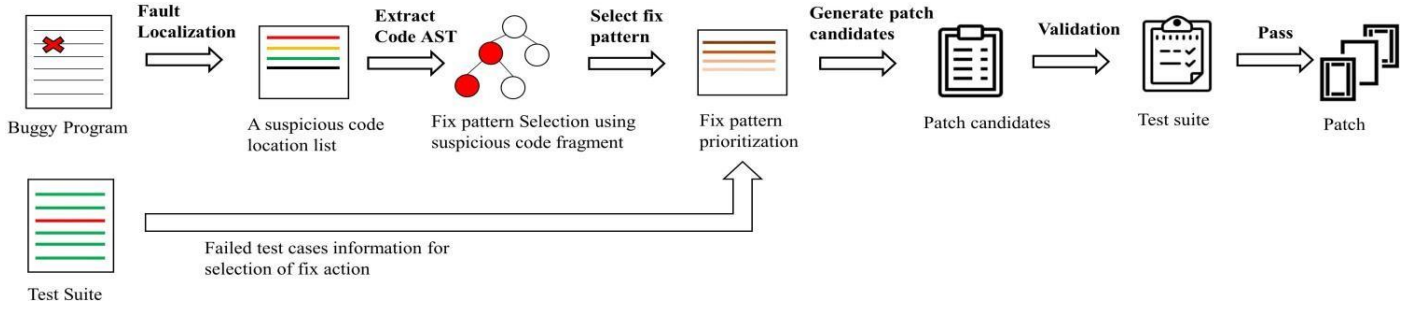 Fault
Localization
Extract
Code AST
Select fix
pattern
Generate patch
candidates
Validation
Pass
Buggy Program
A suspicious code
location list
Fix pattern Selection using
suspicious code fragment
Fix pattern
prioritization
Patch candidates
Test suite
Patch
Failed test cases information for
selection of fix action
Test Suite